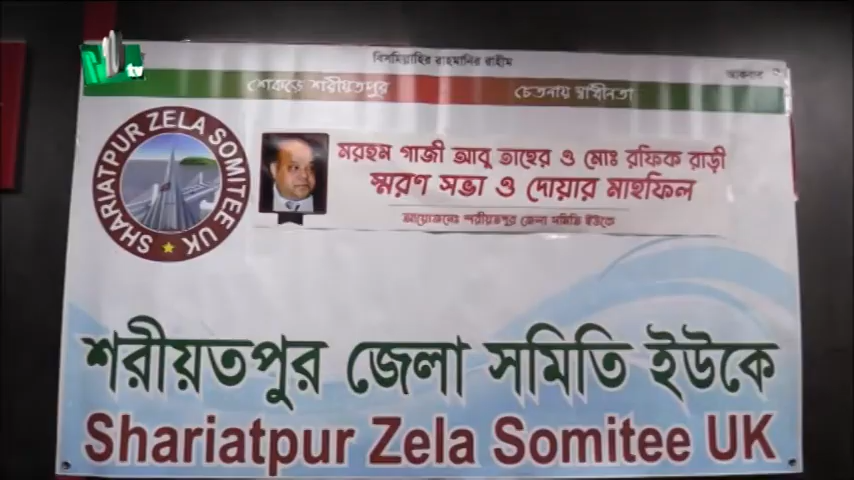 বিসমিল্লাহির রাহমানির রাহীম
শেকড়ে শরীয়তপুর
চেতনায় স্বাধীনতা
tv
SHARIATPUR ZELA SOMITEE UK
মরহুম গাজী আবু তাহের ও মোঃ রফিক রাড়ী
স্মরণ সভা ও দোয়ার মাহফিল
আয়োজনেঃ শরীয়তপুর জেলা সমিতি ইউকে
শরীয়তপুর জেলা সমিতি ইউকে
Shariatpur Zela Somitee UK